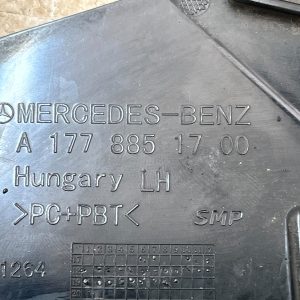 MERCEDES-BENZ
A 177 885 17 00
Hungary LH
>PC+PBT< SMP
1264